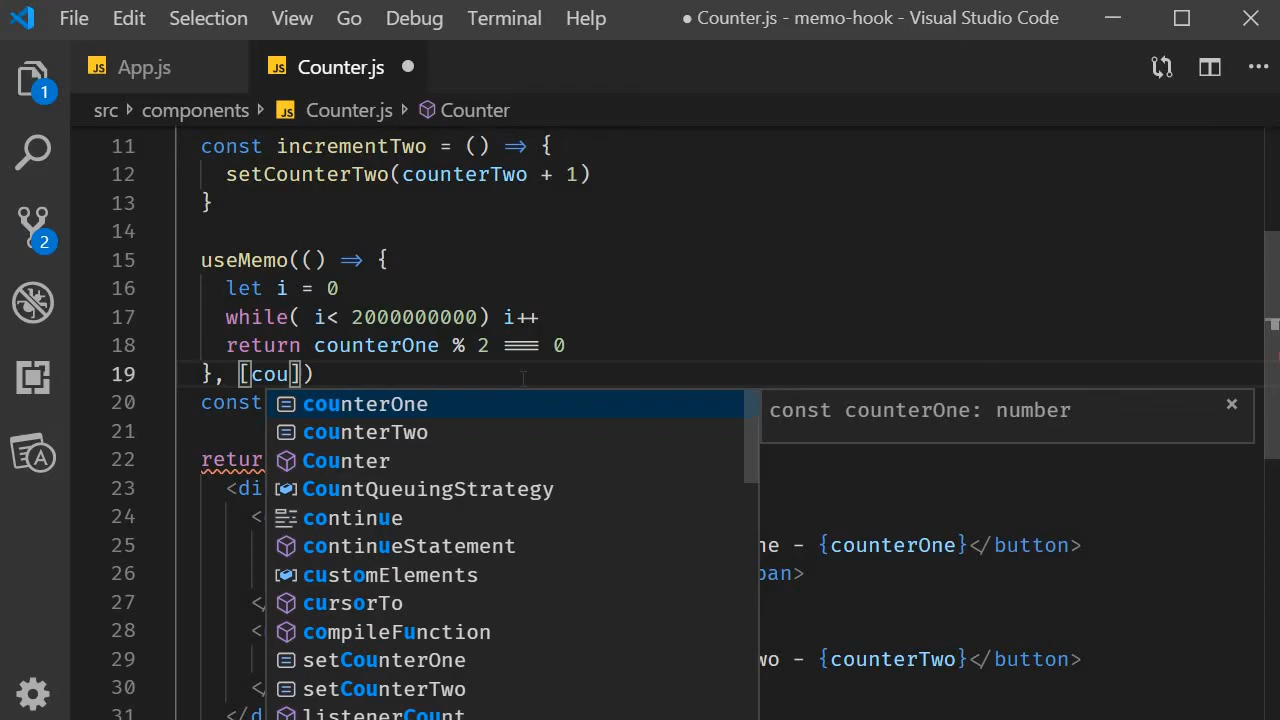 File Edit Selection View Go Debug Terminal Help ● Counter.js - memo-hook - Visual Studio Code
JS App.js JS Counter.js ●
src components JS Counter.js Counter
1
2
11 const incrementTwo = () => {
12 setCounterTwo(counterTwo + 1)
13 }
14
15 useMemo(() => {
16 let i = 0
17 while( i< 2000000000) i++
18 return counterOne % 2 === 0
19 }, [cou])
20 const
21
22 retur
23 <di
24 <
25 ne - {counterOne}</button>
26 pan>
27 </
28 <
29 wo - {counterTwo}</button>
30 </
31 </d
counterOne
counterTwo
Counter
CountQueuingStrategy
continue
continueStatement
customElements
cursorTo
compileFunction
setCounterOne
setCounterTwo
listenerCount
const counterOne: number ×